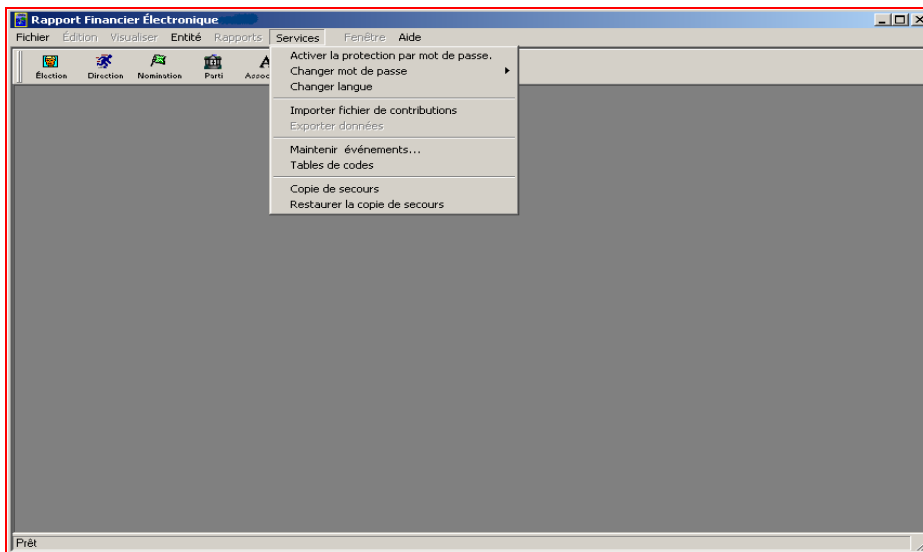 Rapport Financier Électronique
Fichier Édition Visualiser Entité Rapports Services Fenêtre Aide
Élection Direction Nomination Parti
Activer la protection par mot de passe.
Changer mot de passe
Changer langue
Importer fichier de contributions
Exporter données
Maintenir événements...
Tables de codes
Copie de secours
Restaurer la copie de secours
Prêt